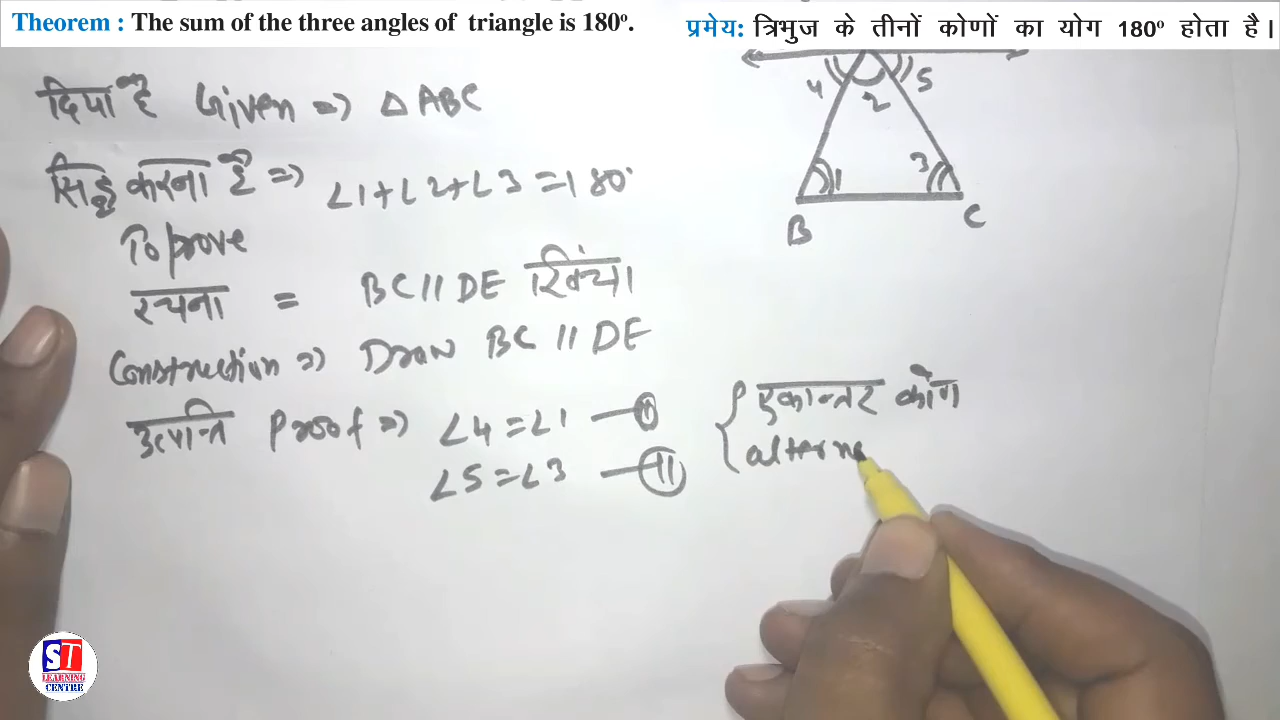 Theorem : The sum of the three angles of triangle is 180º.
प्रमेय: त्रिभुज के तीनों कोणों का योग 180º होता है।
दिया है Given => △ ABC
सिद्ध करना है => ∠1+∠2+∠3 = 180°
To prove
रचना = BC || DE खिंचा
Construction => Draw BC || DE
उत्पत्ति Proof => ∠4 = ∠1 —
∠5 = ∠3 — (II)
{ एकान्तर कोण
alterna
4 2 5
1 3
B C
ST
LEARNING
CENTRE